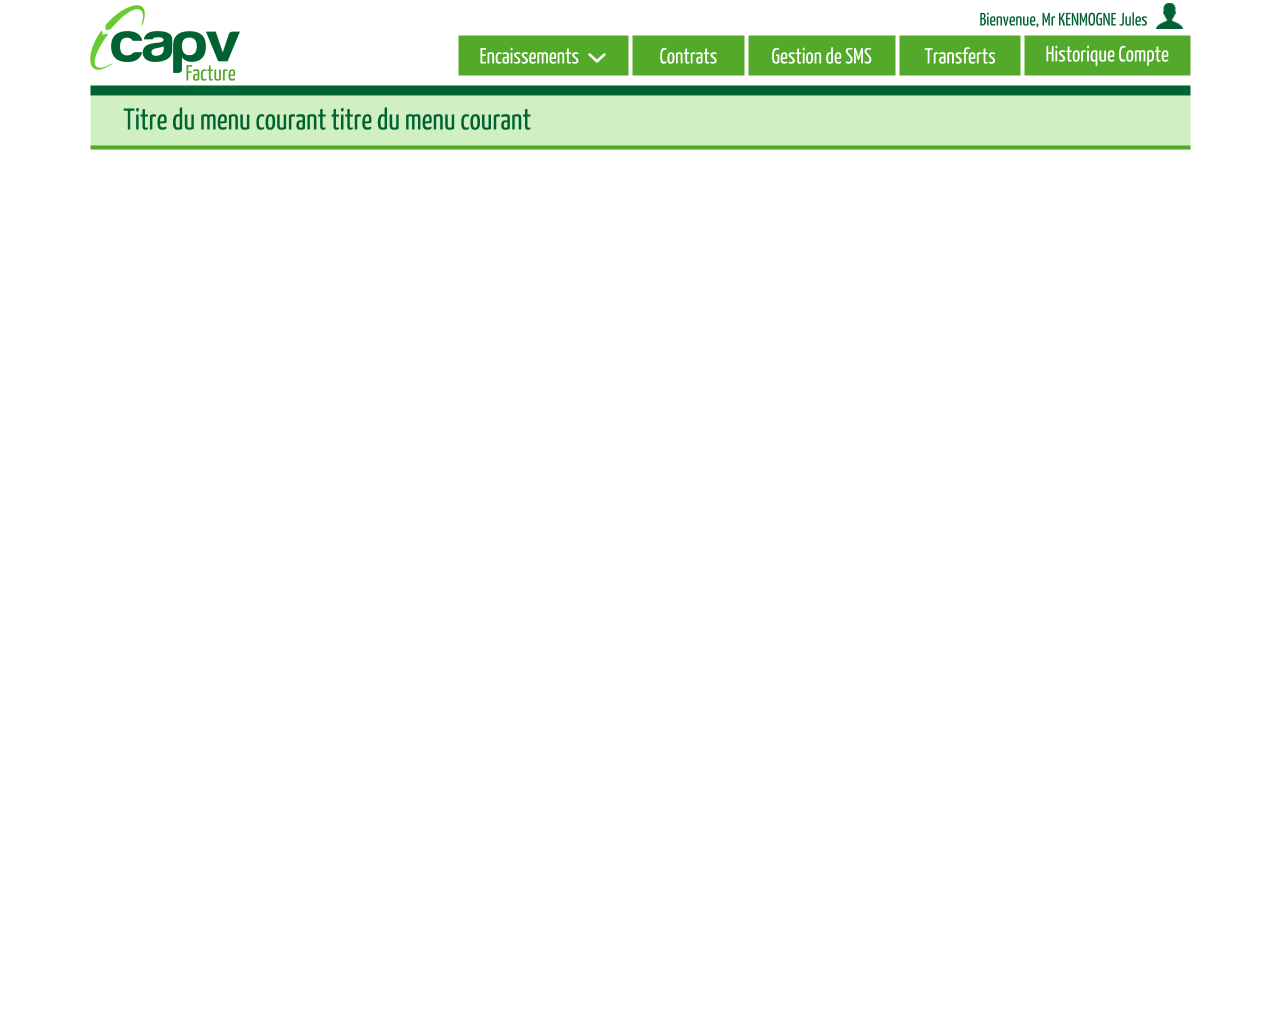 capv
Facture
Bienvenue, Mr KENMOGNE Jules
Encaissements
Contrats
Gestion de SMS
Transferts
Historique Compte
Titre du menu courant titre du menu courant